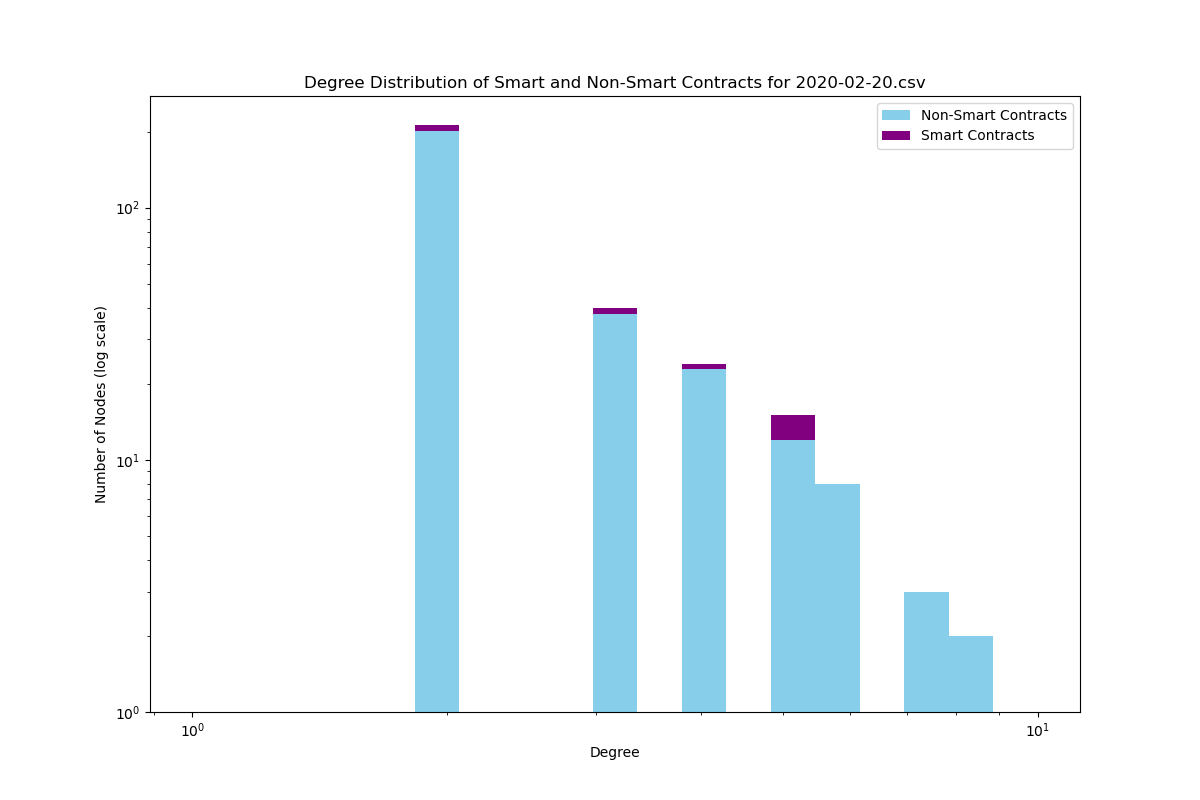 Degree Distribution of Smart and Non-Smart Contracts for 2020-02-20.csv
Non-Smart Contracts
Smart Contracts
Number of Nodes (log scale)
10²
10¹
10⁰
10⁰ 10¹
Degree